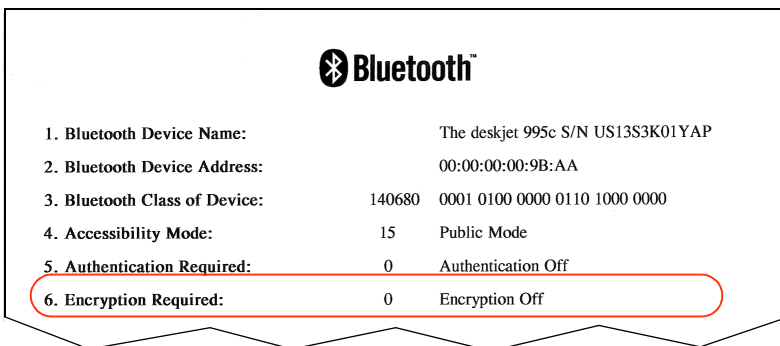 Bluetooth™
1. Bluetooth Device Name: The deskjet 995c S/N US13S3K01YAP
2. Bluetooth Device Address: 00:00:00:00:9B:AA
3. Bluetooth Class of Device: 140680 0001 0100 0000 0110 1000 0000
4. Accessibility Mode: 15 Public Mode
5. Authentication Required: 0 Authentication Off
6. Encryption Required: 0 Encryption Off